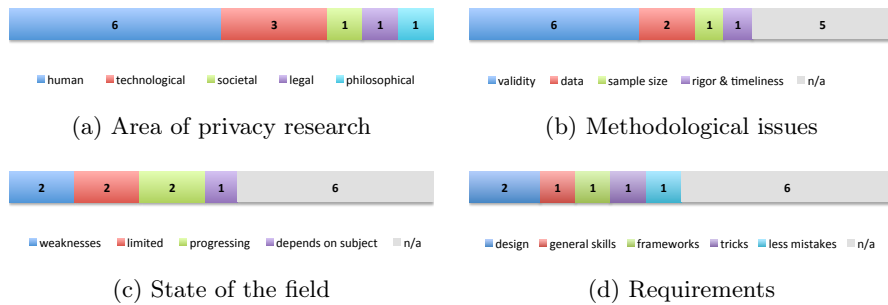 6 3 1 1 1
human technological societal legal philosophical
(a) Area of privacy research
6 2 1 1 5
validity data sample size rigor & timeliness n/a
(b) Methodological issues
2 2 2 1 6
weaknesses limited progressing depends on subject n/a
(c) State of the field
2 1 1 1 1 6
design general skills frameworks tricks less mistakes n/a
(d) Requirements